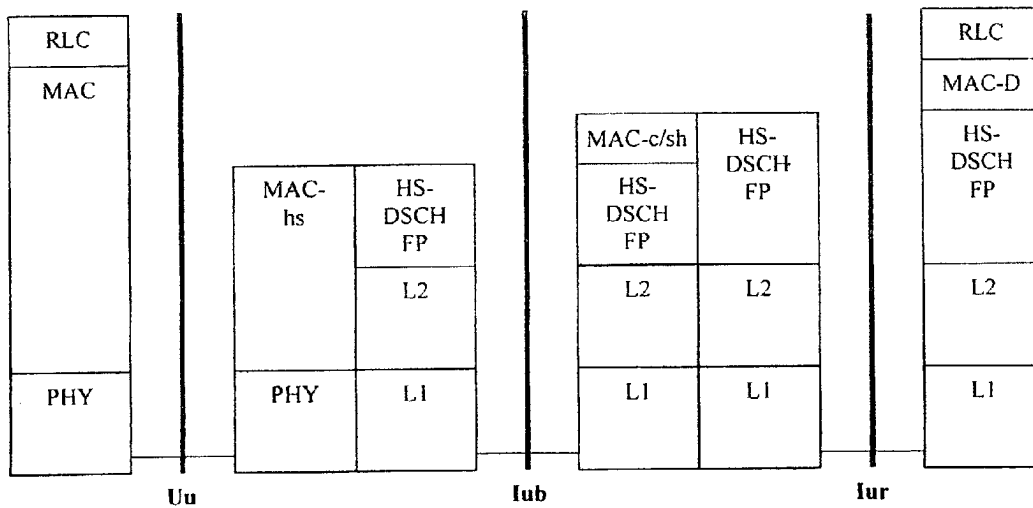 RLC
MAC
PHY
MAC-
hs
PHY
HS-
DSCH
FP
L2
L1
MAC-c/sh
HS-
DSCH
FP
L2
L1
HS-
DSCH
FP
L2
L1
RLC
MAC-D
HS-
DSCH
FP
L2
L1
Uu
Iub
Iur